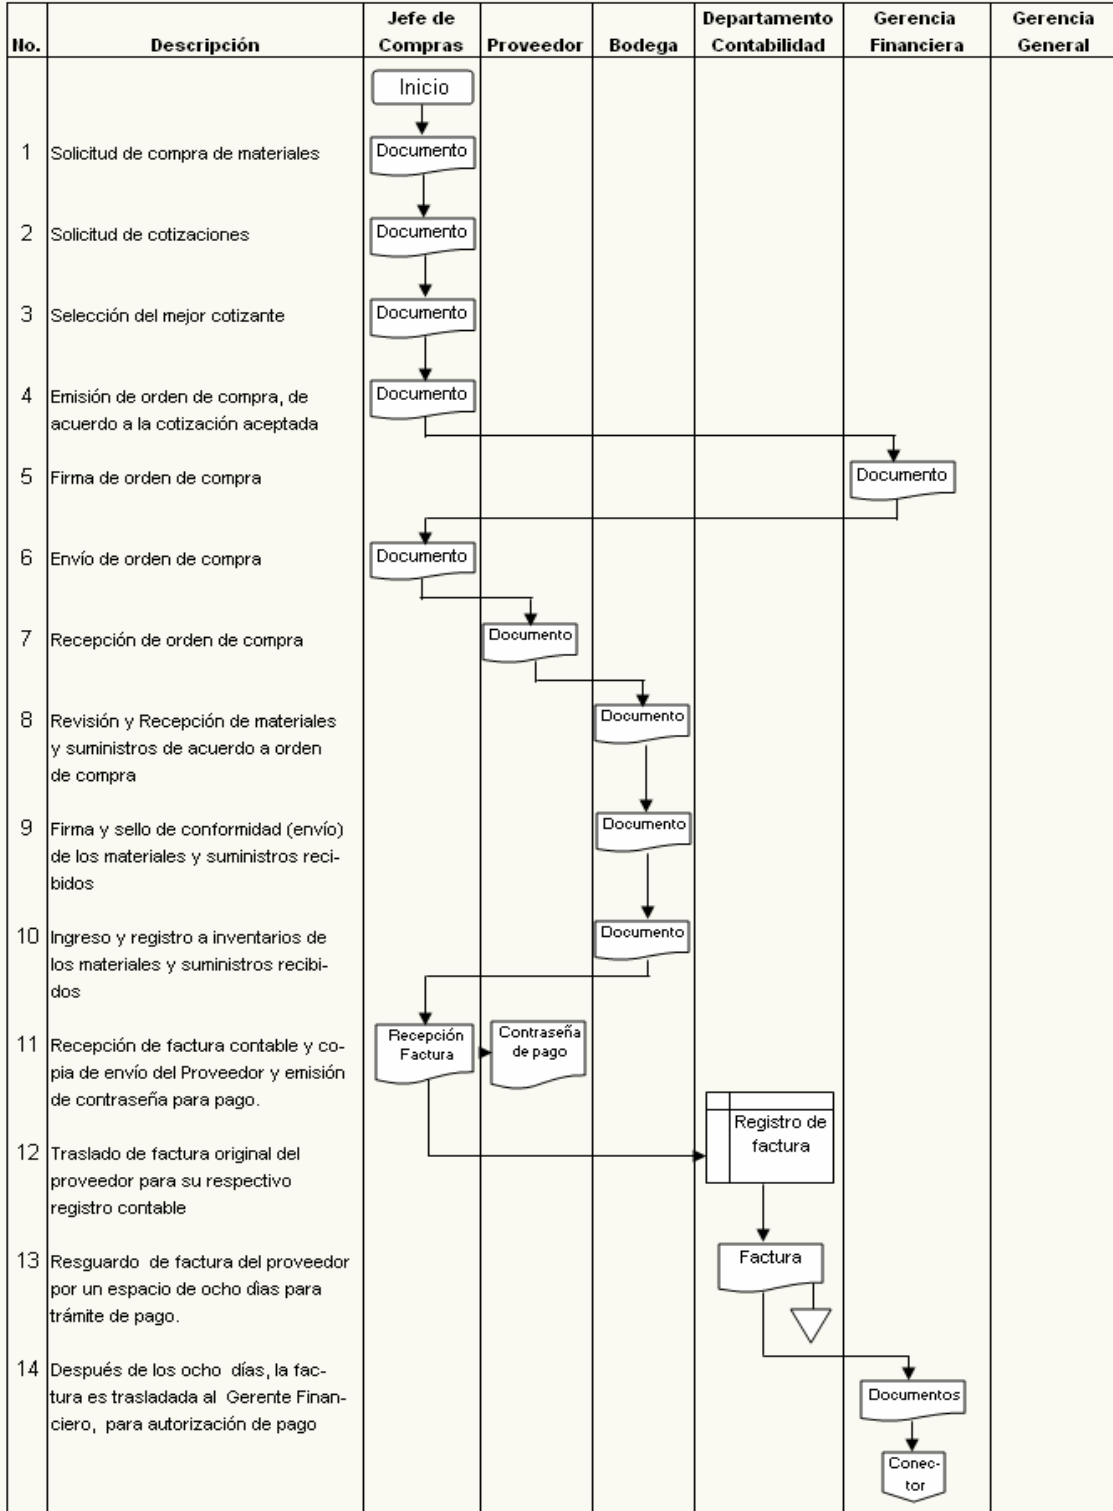 No.
Descripción
Jefe de
Compras
Proveedor
Bodega
Departamento
Contabilidad
Gerencia
Financiera
Gerencia
General
Inicio
1
Solicitud de compra de materiales
Documento
2
Solicitud de cotizaciones
Documento
3
Selección del mejor cotizante
Documento
4
Emisión de orden de compra, de
acuerdo a la cotización aceptada
Documento
5
Firma de orden de compra
Documento
6
Envío de orden de compra
Documento
7
Recepción de orden de compra
Documento
8
Revisión y Recepción de materiales
y suministros de acuerdo a orden
de compra
Documento
9
Firma y sello de conformidad (envío)
de los materiales y suministros reci-
bidos
Documento
10
Ingreso y registro a inventarios de
los materiales y suministros recibi-
dos
Documento
11
Recepción de factura contable y co-
pia de envío del Proveedor y emisión
de contraseña para pago.
Recepción
Factura
Contraseña
de pago
12
Traslado de factura original del
proveedor para su respectivo
registro contable
Registro de
factura
13
Resguardo de factura del proveedor
por un espacio de ocho dìas para
trámite de pago.
Factura
14
Después de los ocho días, la fac-
tura es trasladada al Gerente Finan-
ciero, para autorización de pago
Documentos
Conec-
tor